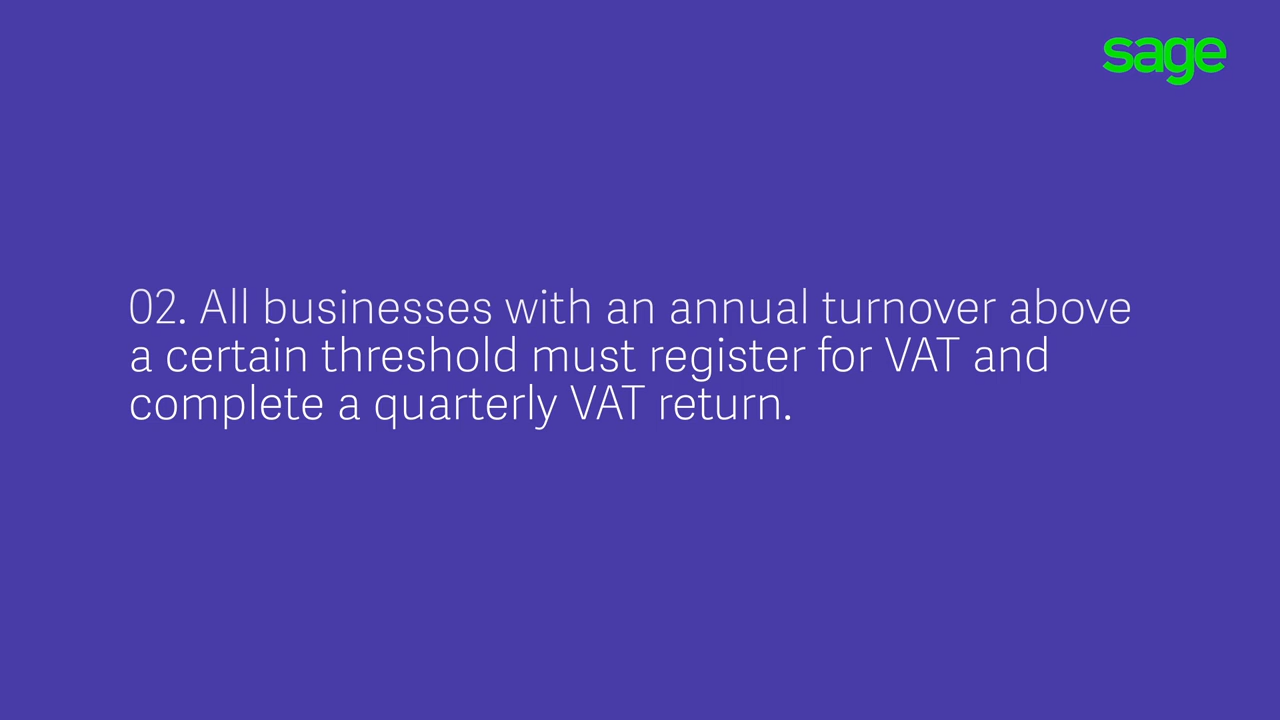 sage
02. All businesses with an annual turnover above
a certain threshold must register for VAT and
complete a quarterly VAT return.